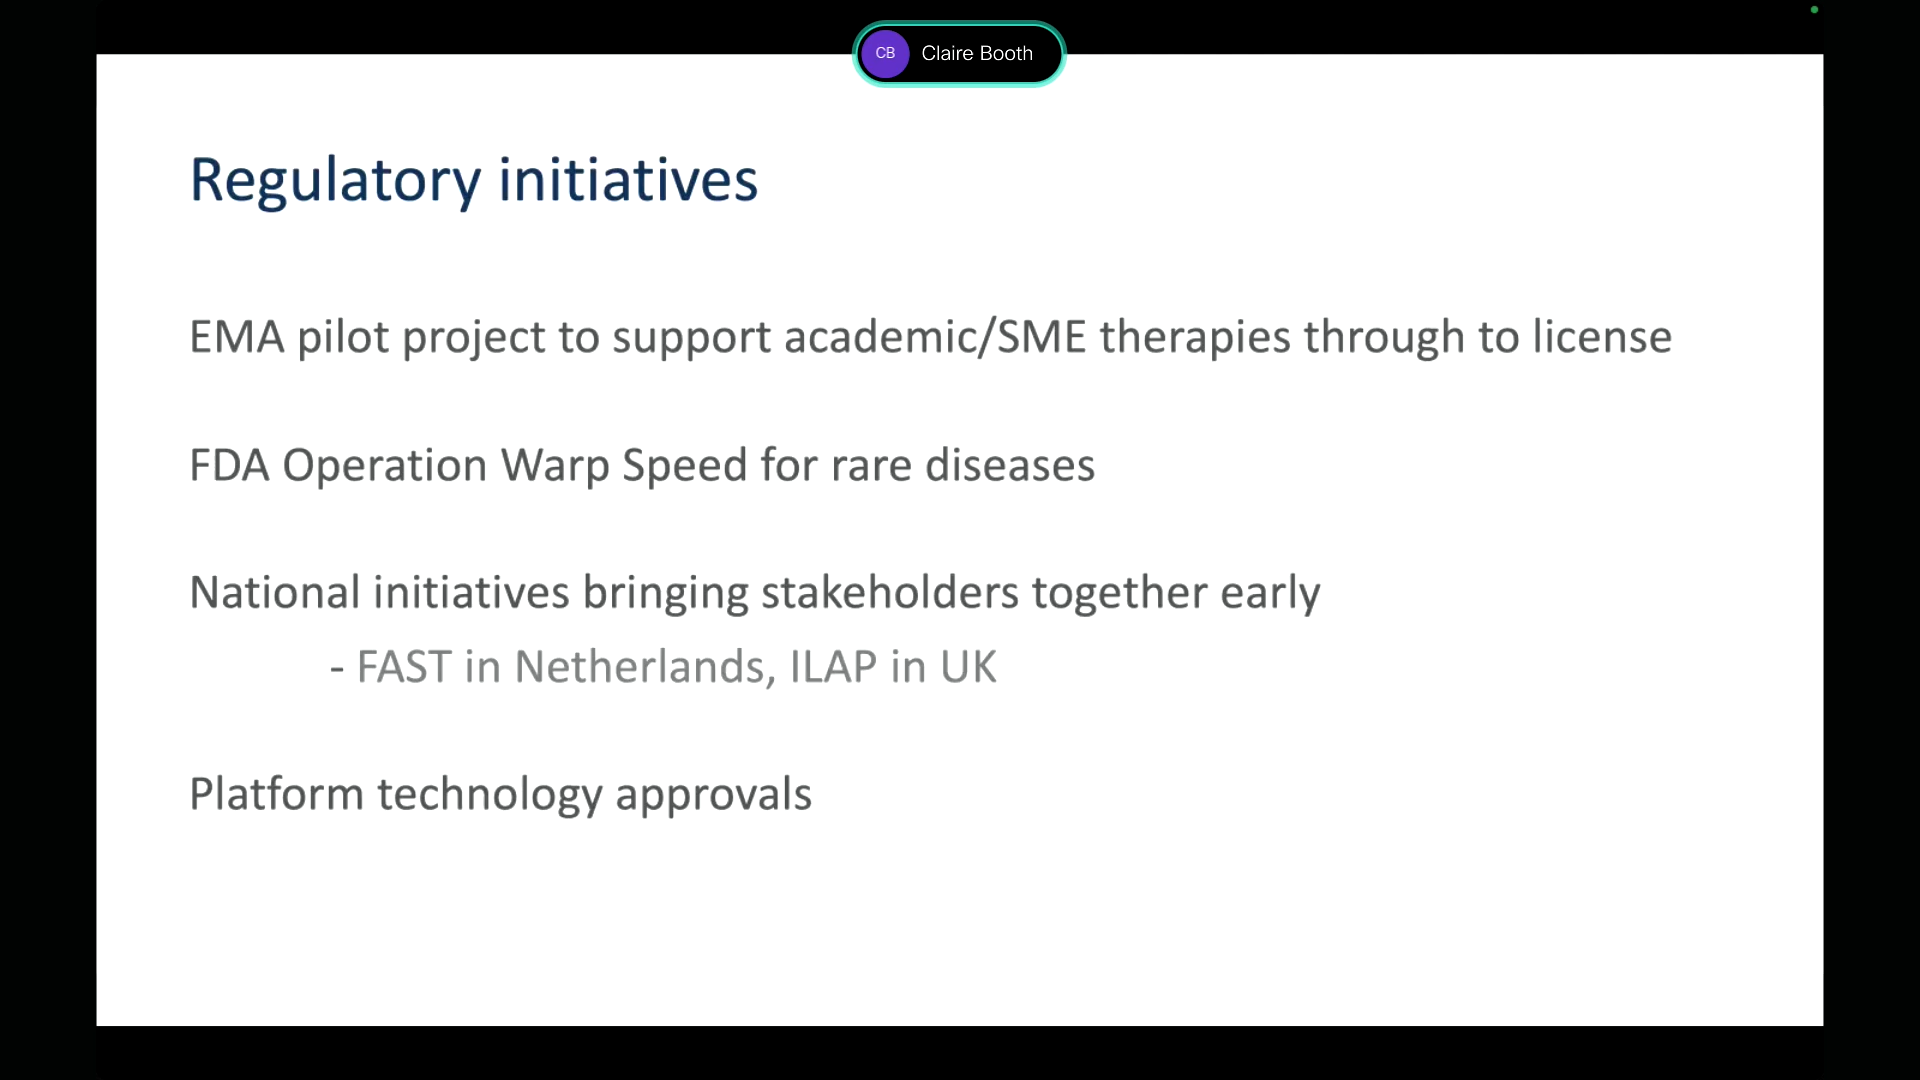 CB Claire Booth
Regulatory initiatives
EMA pilot project to support academic/SME therapies through to license
FDA Operation Warp Speed for rare diseases
National initiatives bringing stakeholders together early
- FAST in Netherlands, ILAP in UK
Platform technology approvals